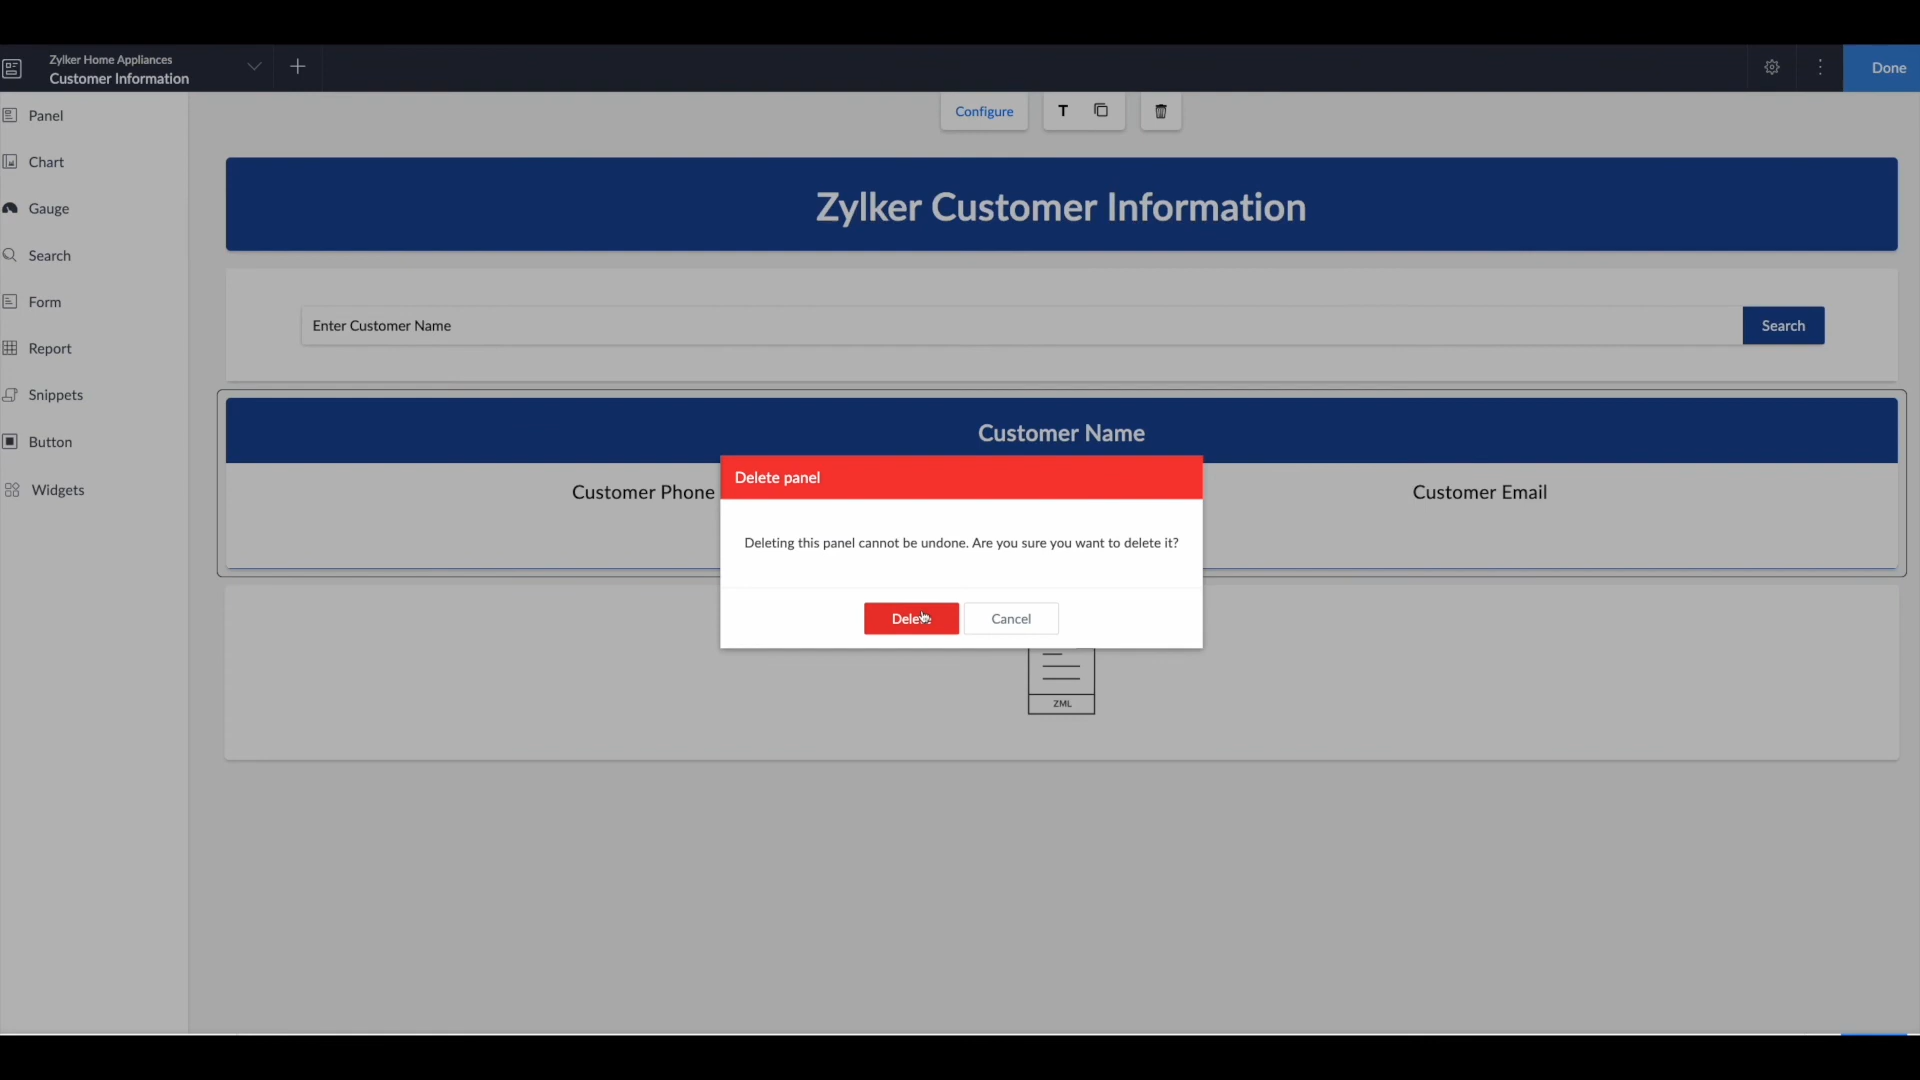 Zylker Home Appliances
Customer Information
Done
Panel
Chart
Gauge
Search
Form
Report
Snippets
Button
Widgets
Configure
T
Zylker Customer Information
Enter Customer Name
Search
Customer Name
Customer Phone
Customer Email
Delete panel
Deleting this panel cannot be undone. Are you sure you want to delete it?
Delete
Cancel
ZML